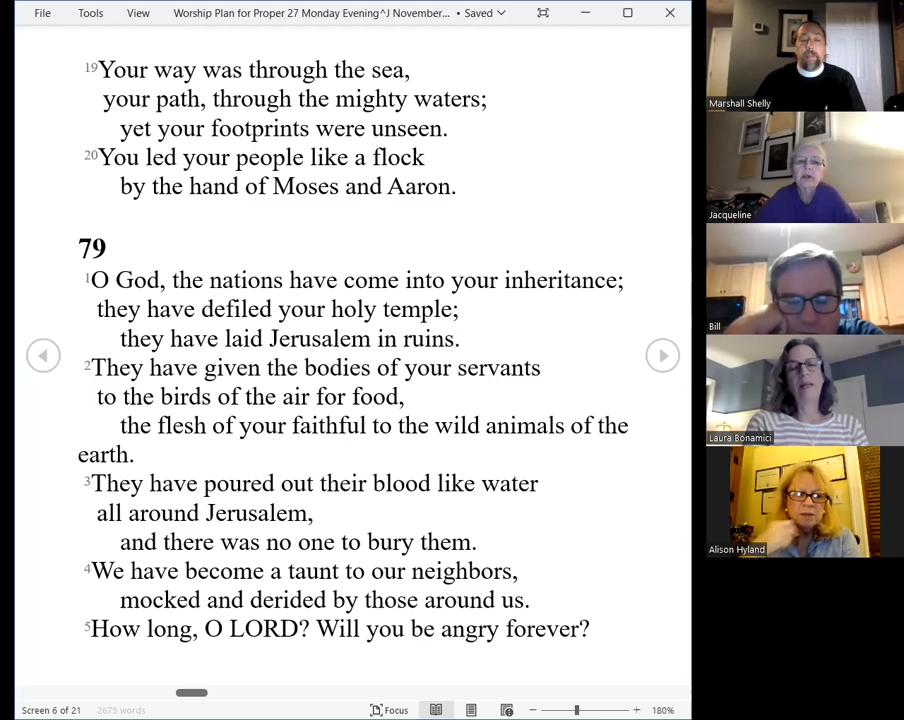 File Tools View Worship Plan for Proper 27 Monday Evening^J November... • Saved
19Your way was through the sea,
your path, through the mighty waters;
yet your footprints were unseen.
20You led your people like a flock
by the hand of Moses and Aaron.
79
1O God, the nations have come into your inheritance;
they have defiled your holy temple;
they have laid Jerusalem in ruins.
2They have given the bodies of your servants
to the birds of the air for food,
the flesh of your faithful to the wild animals of the
earth.
3They have poured out their blood like water
all around Jerusalem,
and there was no one to bury them.
4We have become a taunt to our neighbors,
mocked and derided by those around us.
5How long, O LORD? Will you be angry forever?
Screen 6 of 21 2675 words Focus 180%
Marshall Shelly
Jacqueline
Bill
Laura Bonamici
Alison Hyland